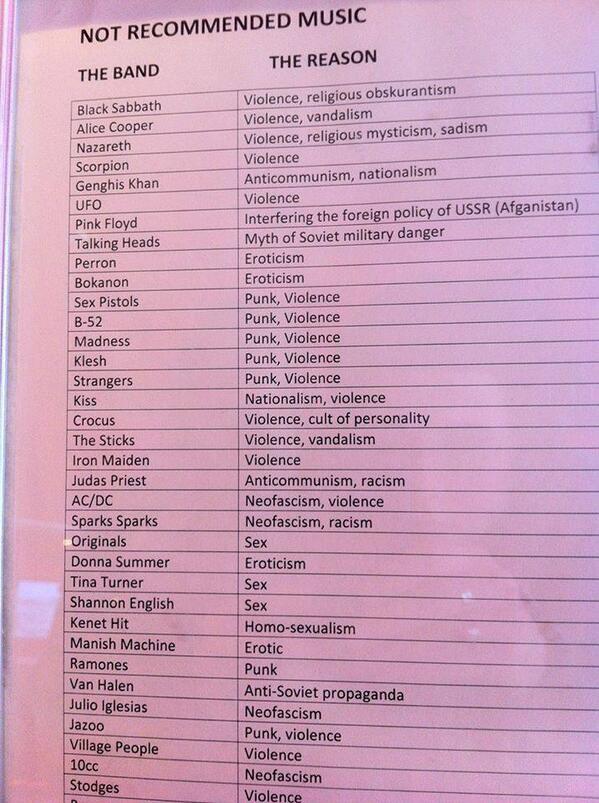 NOT RECOMMENDED MUSIC
THE BAND THE REASON
Black Sabbath Violence, religious obskurantism
Alice Cooper Violence, vandalism
Nazareth Violence, religious mysticism, sadism
Scorpion Violence
Genghis Khan Anticommunism, nationalism
UFO Violence
Pink Floyd Interfering the foreign policy of USSR (Afganistan)
Talking Heads Myth of Soviet military danger
Perron Eroticism
Bokanon Eroticism
Sex Pistols Punk, Violence
B-52 Punk, Violence
Madness Punk, Violence
Klesh Punk, Violence
Strangers Punk, Violence
Kiss Nationalism, violence
Crocus Violence, cult of personality
The Sticks Violence, vandalism
Iron Maiden Violence
Judas Priest Anticommunism, racism
AC/DC Neofascism, violence
Sparks Sparks Neofascism, racism
Originals Sex
Donna Summer Eroticism
Tina Turner Sex
Shannon English Sex
Kenet Hit Homo-sexualism
Manish Machine Erotic
Ramones Punk
Van Halen Anti-Soviet propaganda
Julio Iglesias Neofascism
Jazoo Punk, violence
Village People Violence
10cc Neofascism
Stodges Violence